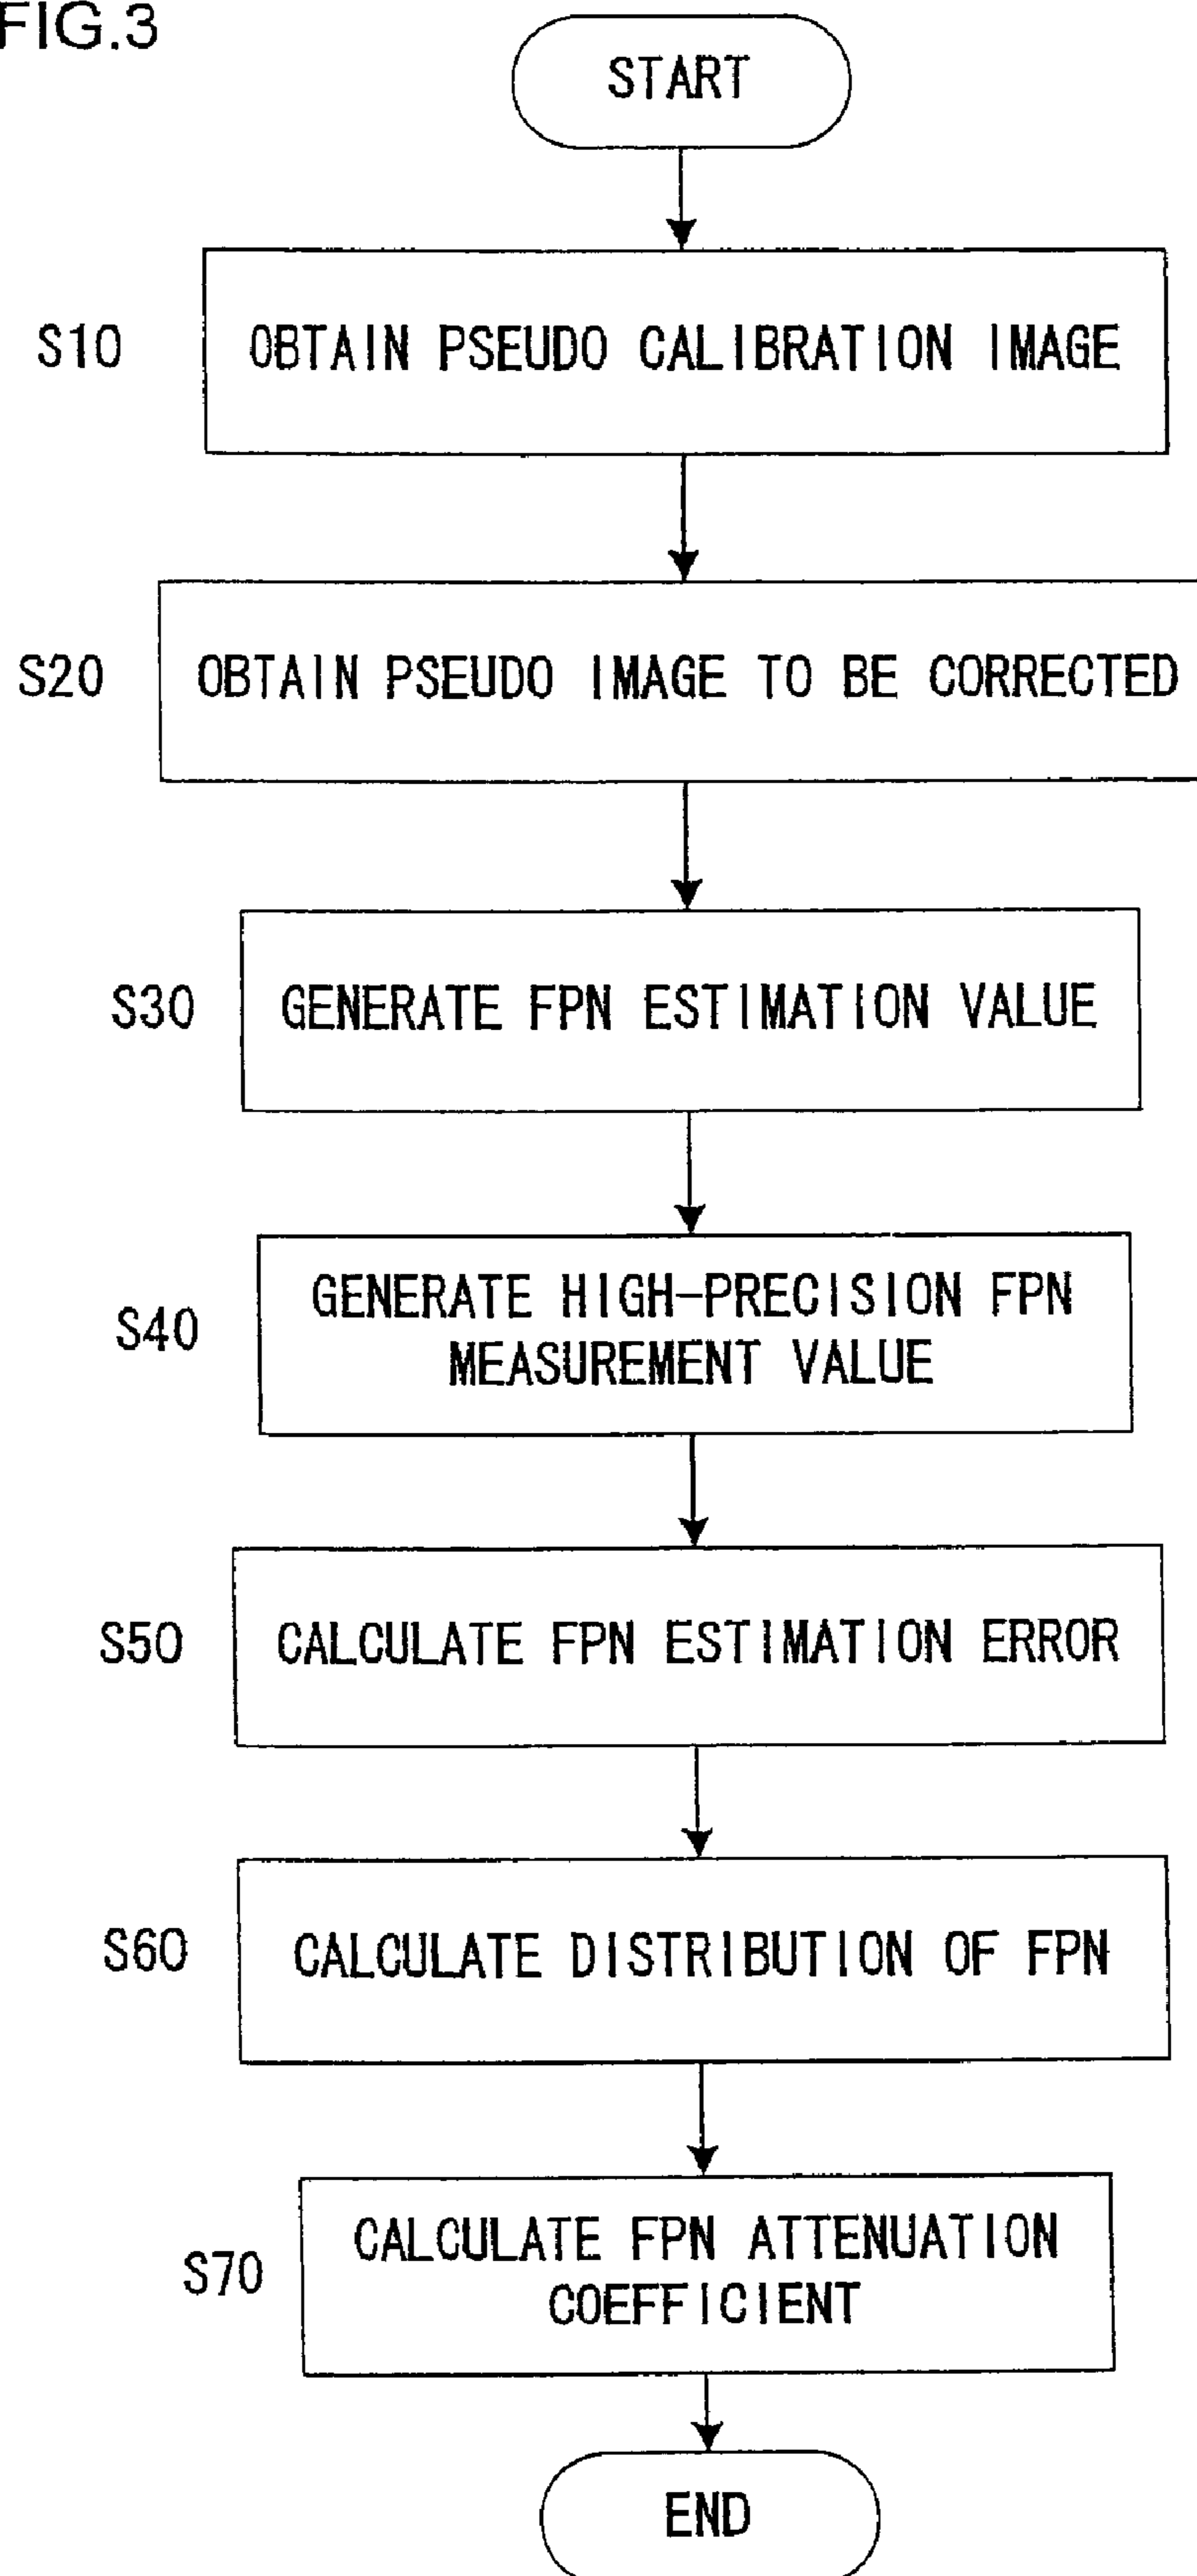 FIG.3
START
S10
OBTAIN PSEUDO CALIBRATION IMAGE
S20
OBTAIN PSEUDO IMAGE TO BE CORRECTED
S30
GENERATE FPN ESTIMATION VALUE
S40
GENERATE HIGH-PRECISION FPN
MEASUREMENT VALUE
S50
CALCULATE FPN ESTIMATION ERROR
S60
CALCULATE DISTRIBUTION OF FPN
S70
CALCULATE FPN ATTENUATION
COEFFICIENT
END